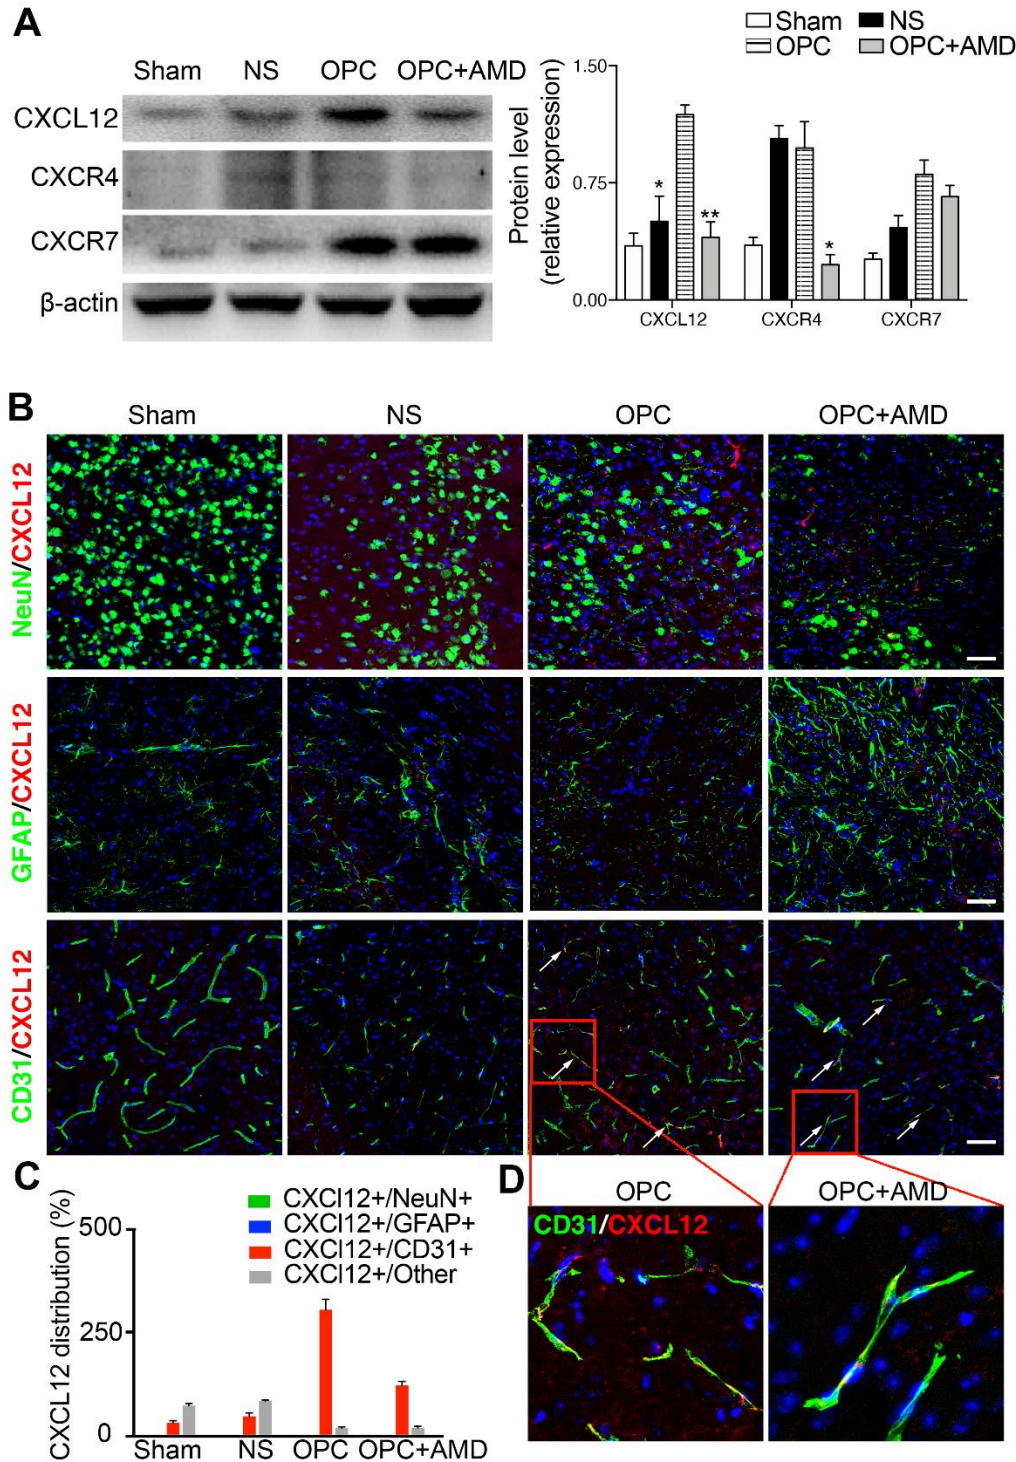 A
Sham NS OPC OPC+AMD
CXCL12
CXCR4
CXCR7
β-actin
Sham NS
OPC OPC+AMD
Protein level
(relative expression)
1.50
0.75
0.00
* ** *
CXCL12 CXCR4 CXCR7
B
Sham NS OPC OPC+AMD
NeuN/CXCL12
GFAP/CXCL12
CD31/CXCL12
C
CXCl12+/NeuN+
CXCl12+/GFAP+
CXCl12+/CD31+
CXCl12+/Other
CXCL12 distribution (%)
500
250
0
Sham NS OPC OPC+AMD
D
OPC OPC+AMD
CD31/CXCL12